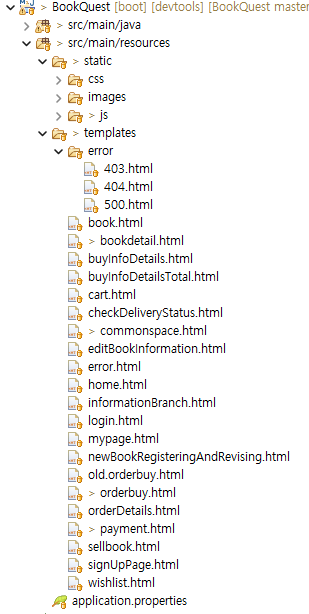 > BookQuest [boot] [devtools] [BookQuest master
> src/main/java
> src/main/resources
static
css
images
> js
> templates
error
403.html
404.html
500.html
book.html
> bookdetail.html
buyInfoDetails.html
buyInfoDetailsTotal.html
cart.html
checkDeliveryStatus.html
> commonspace.html
editBookInformation.html
error.html
home.html
informationBranch.html
login.html
mypage.html
newBookRegisteringAndRevising.html
old.orderbuy.html
> orderbuy.html
orderDetails.html
> payment.html
sellbook.html
signUpPage.html
wishlist.html
application.properties